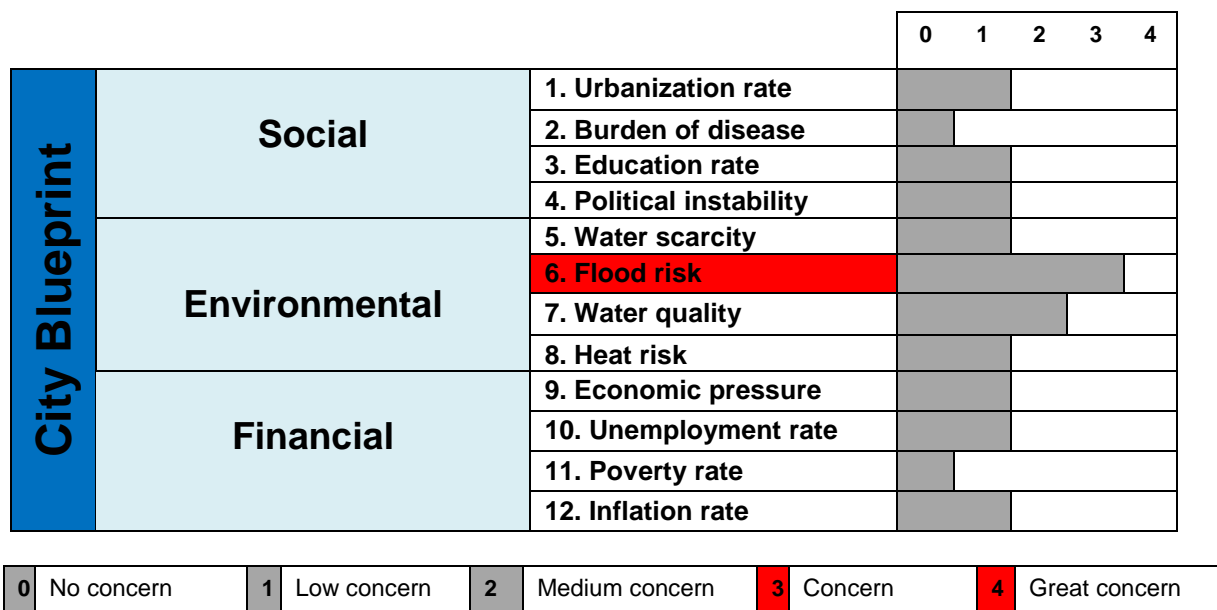 0 1 2 3 4
City Blueprint
Social
1. Urbanization rate
2. Burden of disease
3. Education rate
4. Political instability
Environmental
5. Water scarcity
6. Flood risk
7. Water quality
8. Heat risk
Financial
9. Economic pressure
10. Unemployment rate
11. Poverty rate
12. Inflation rate
0 No concern 1 Low concern 2 Medium concern 3 Concern 4 Great concern